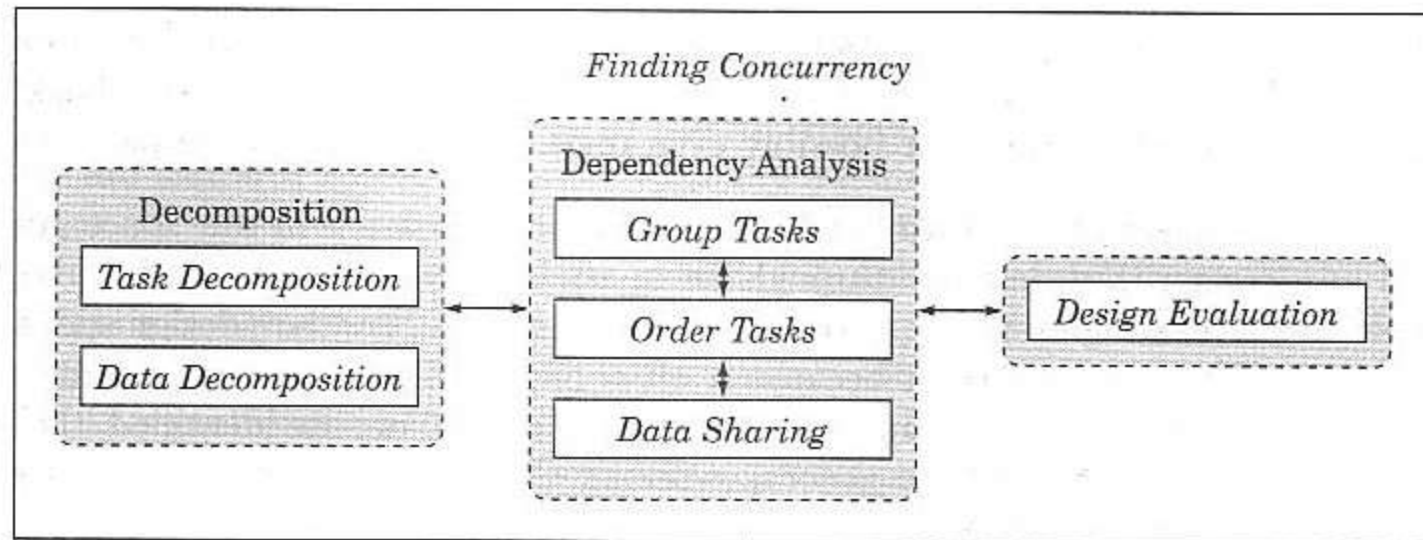 Finding Concurrency
Decomposition
Task Decomposition
Data Decomposition
Dependency Analysis
Group Tasks
Order Tasks
Data Sharing
Design Evaluation